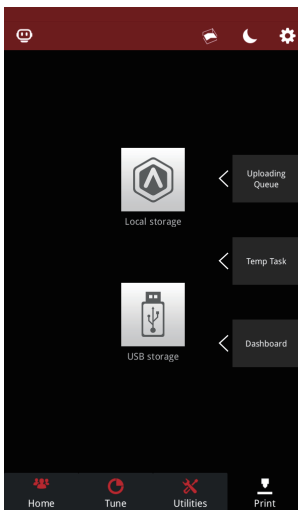 Uploading
Queue
Local storage
Temp Task
Dashboard
USB storage
Home
Tune
Utilities
Print